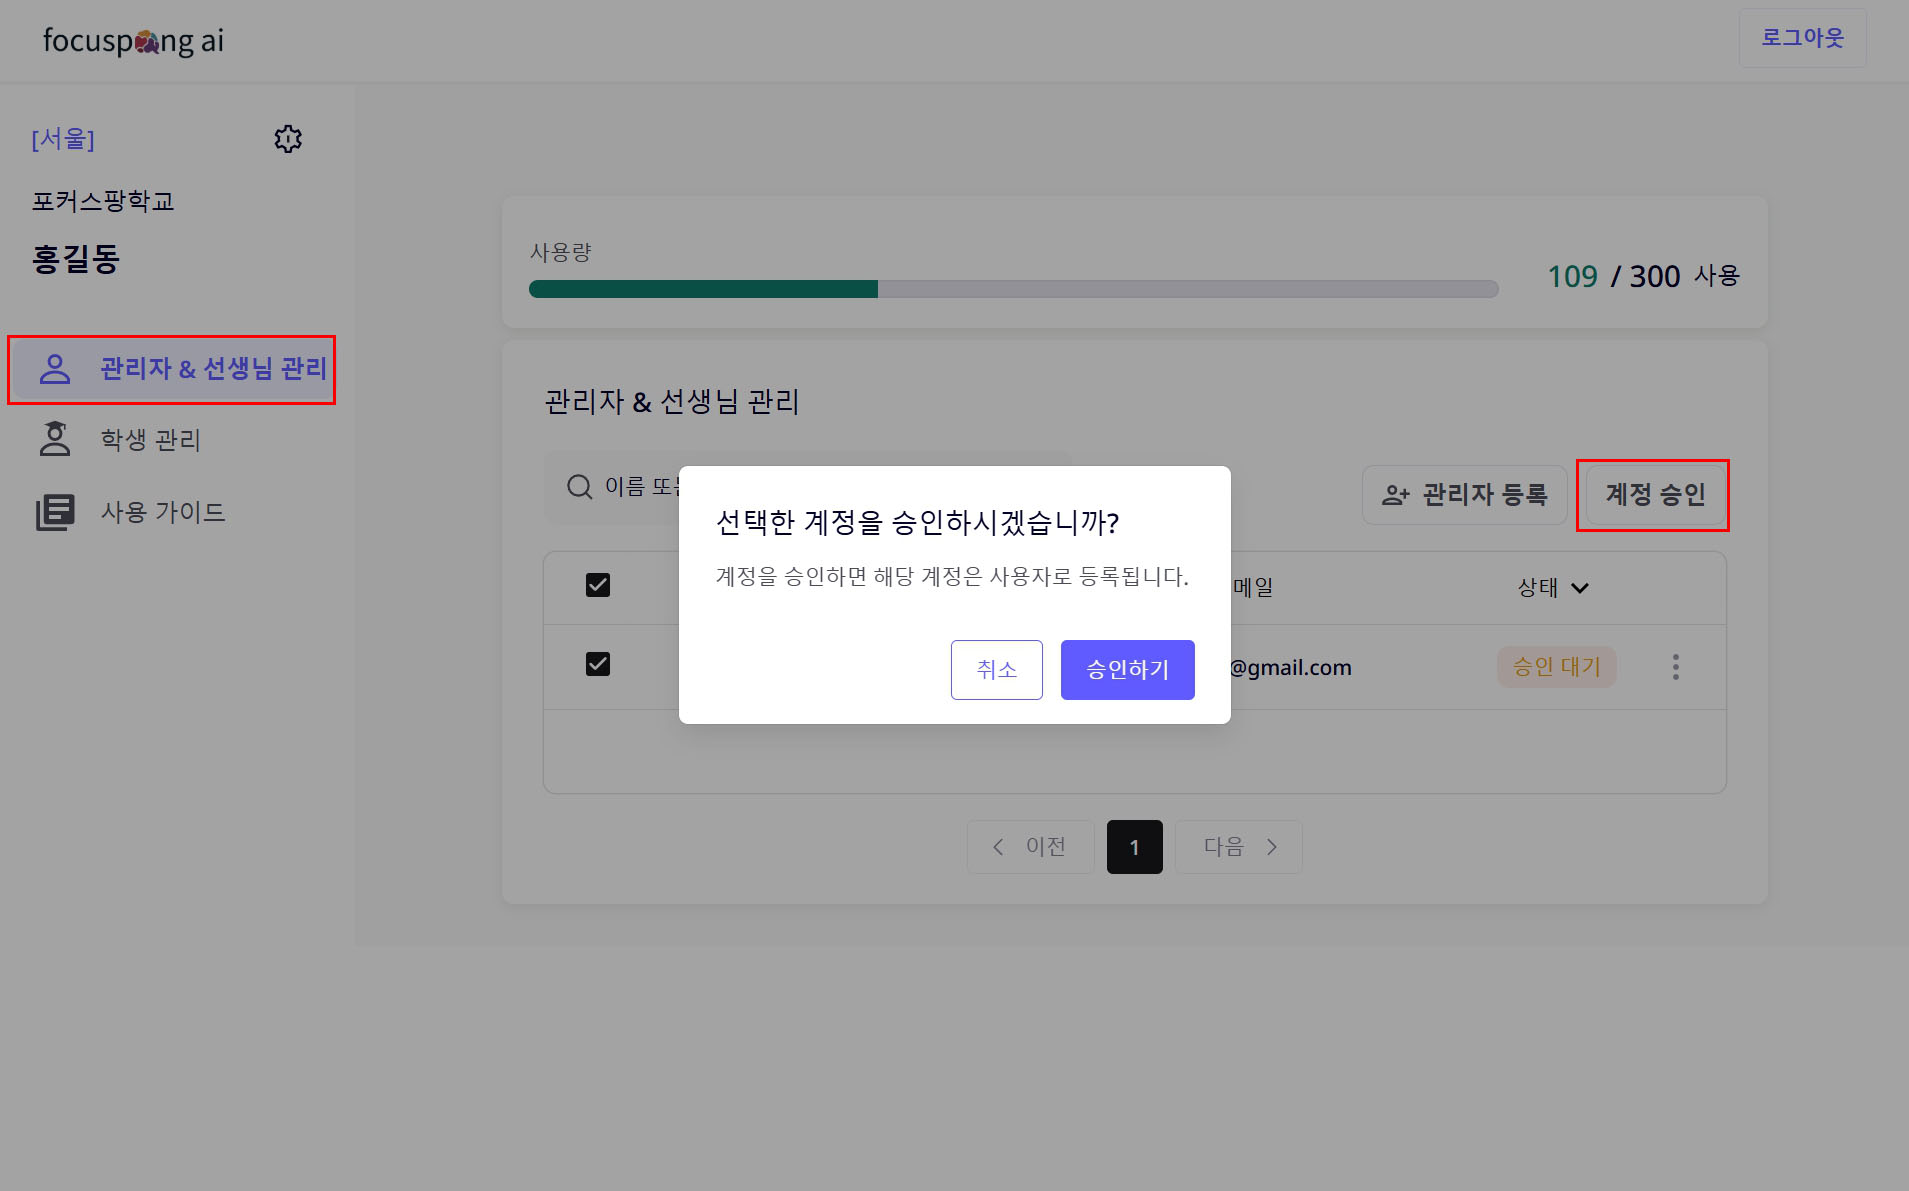 focuspang ai
로그아웃
[서울]
포커스팡학교
홍길동
관리자 & 선생님 관리
학생 관리
사용 가이드
사용량
109 / 300 사용
관리자 & 선생님 관리
이름
관리자 등록
계정 승인
선택한 계정을 승인하시겠습니까?
계정을 승인하면 해당 계정은 사용자로 등록됩니다.
취소
승인하기
메일
상태
@gmail.com
승인 대기
이전
1
다음